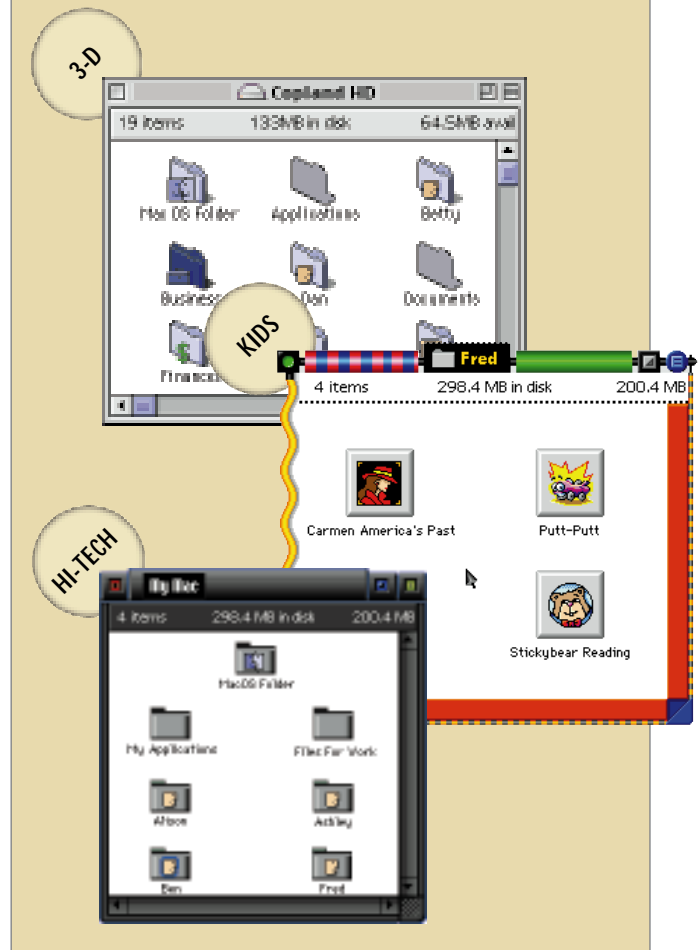 3-D
Copland HD
19 items 133MB in disk 64.5MB avail
Mac OS Folder Applications Betty
Business Dan Documents
Financial
KIDS
Fred
4 items 298.4 MB in disk 200.4 MB
Carmen America's Past Putt-Putt
Stickybear Reading
HI-TECH
My Mac
4 items 298.4 MB in disk 200.4 MB
MacOS Folder
My Applications Files For Work
Alison Ashley
Ben Fred